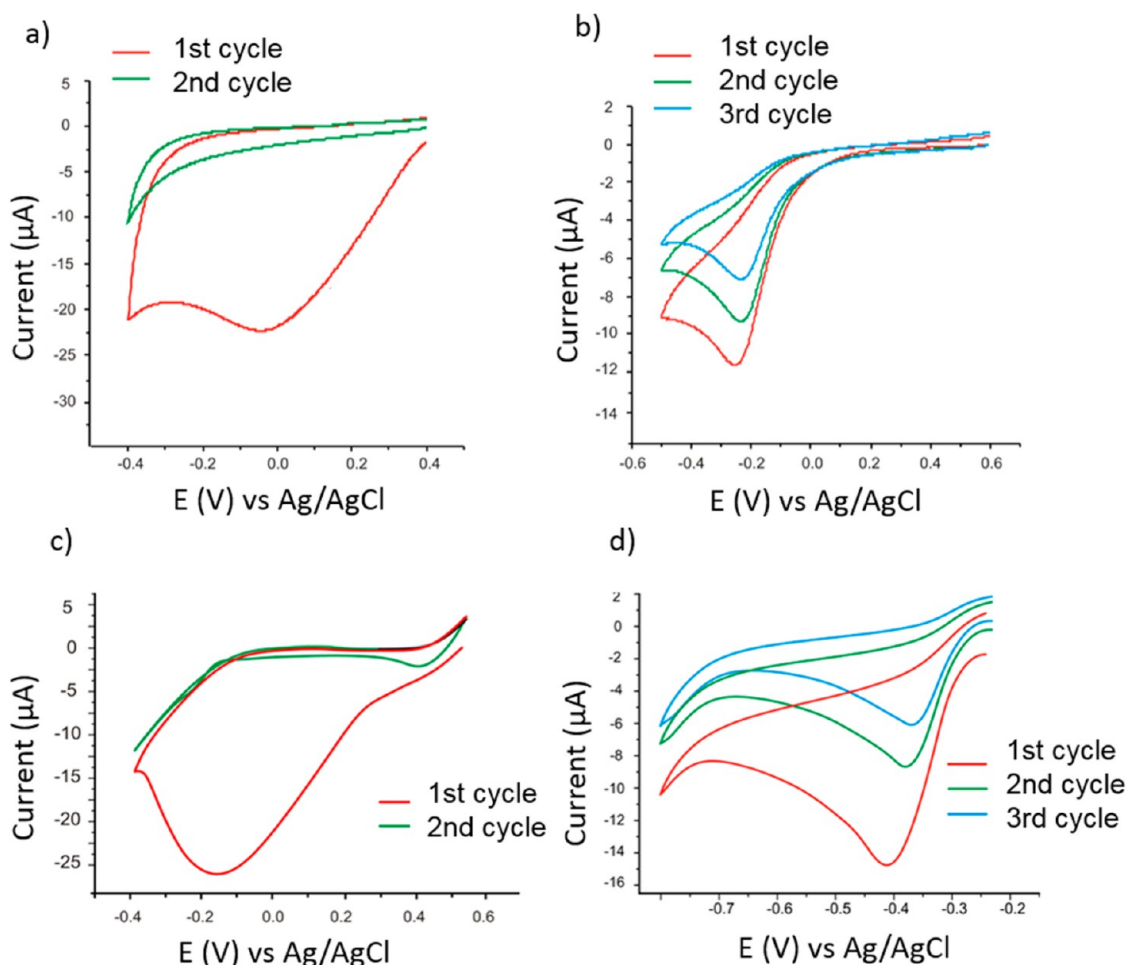 a)
1st cycle
2nd cycle
5
0
-5
-10
-15
-20
-25
-30
Current (µA)
-0.4
-0.2
0.0
0.2
0.4
E (V) vs Ag/AgCl
b)
1st cycle
2nd cycle
3rd cycle
2
0
-2
-4
-6
-8
-10
-12
-14
Current (µA)
-0.6
-0.4
-0.2
0.0
0.2
0.4
0.6
E (V) vs Ag/AgCl
c)
5
0
-5
-10
-15
-20
-25
Current (µA)
1st cycle
2nd cycle
-0.4
-0.2
0.0
0.2
0.4
0.6
E (V) vs Ag/AgCl
d)
2
0
-2
-4
-6
-8
-10
-12
-14
-16
Current (µA)
1st cycle
2nd cycle
3rd cycle
-0.7
-0.6
-0.5
-0.4
-0.3
-0.2
E (V) vs Ag/AgCl